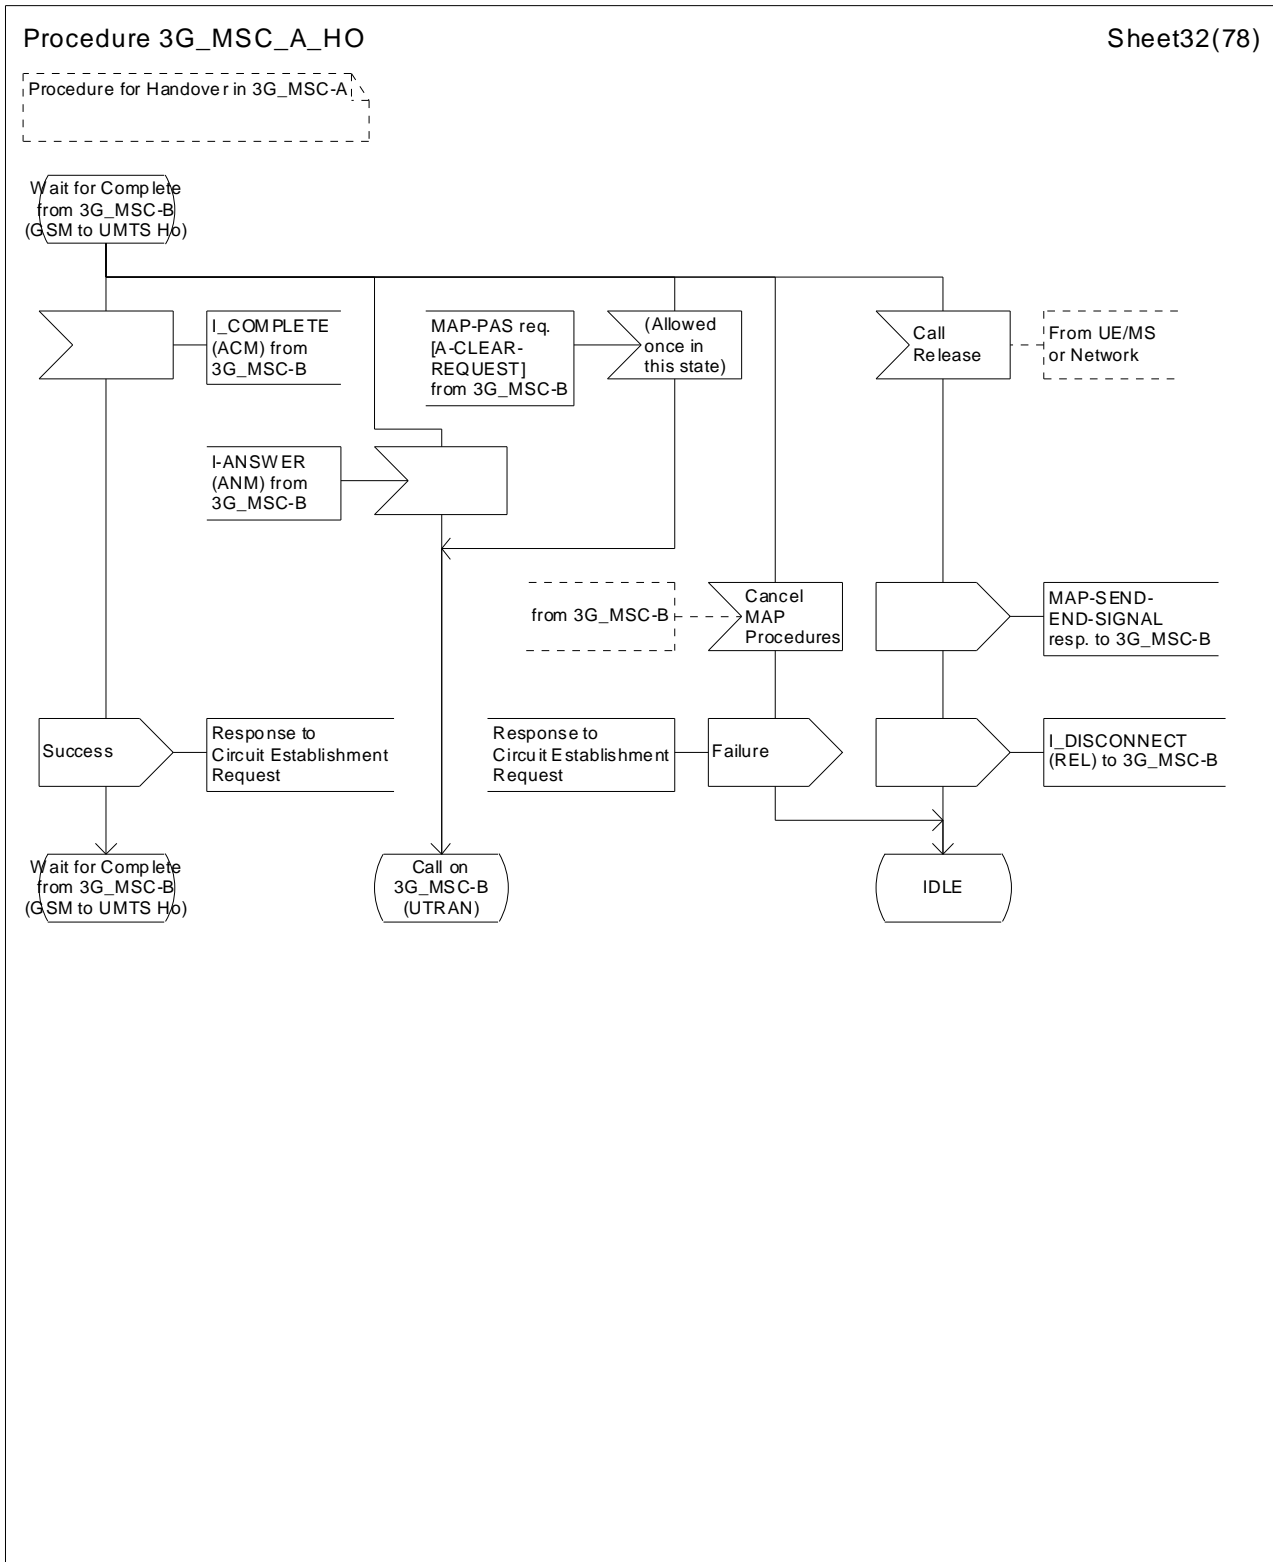 Procedure 3G_MSC_A_HO
Sheet32(78)
Procedure for Handover in 3G_MSC-A
Wait for Complete
from 3G_MSC-B
(GSM to UMTS Ho)
I_COMPLETE
(ACM) from
3G_MSC-B
MAP-PAS req.
[A-CLEAR-
REQUEST]
from 3G_MSC-B
(Allowed
once in
this state)
Call
Release
From UE/MS
or Network
I-ANSWER
(ANM) from
3G_MSC-B
from 3G_MSC-B
Cancel
MAP
Procedures
MAP-SEND-
END-SIGNAL
resp. to 3G_MSC-B
Success
Response to
Circuit Establishment
Request
Response to
Circuit Establishment
Request
Failure
I_DISCONNECT
(REL) to 3G_MSC-B
Wait for Complete
from 3G_MSC-B
(GSM to UMTS Ho)
Call on
3G_MSC-B
(UTRAN)
IDLE